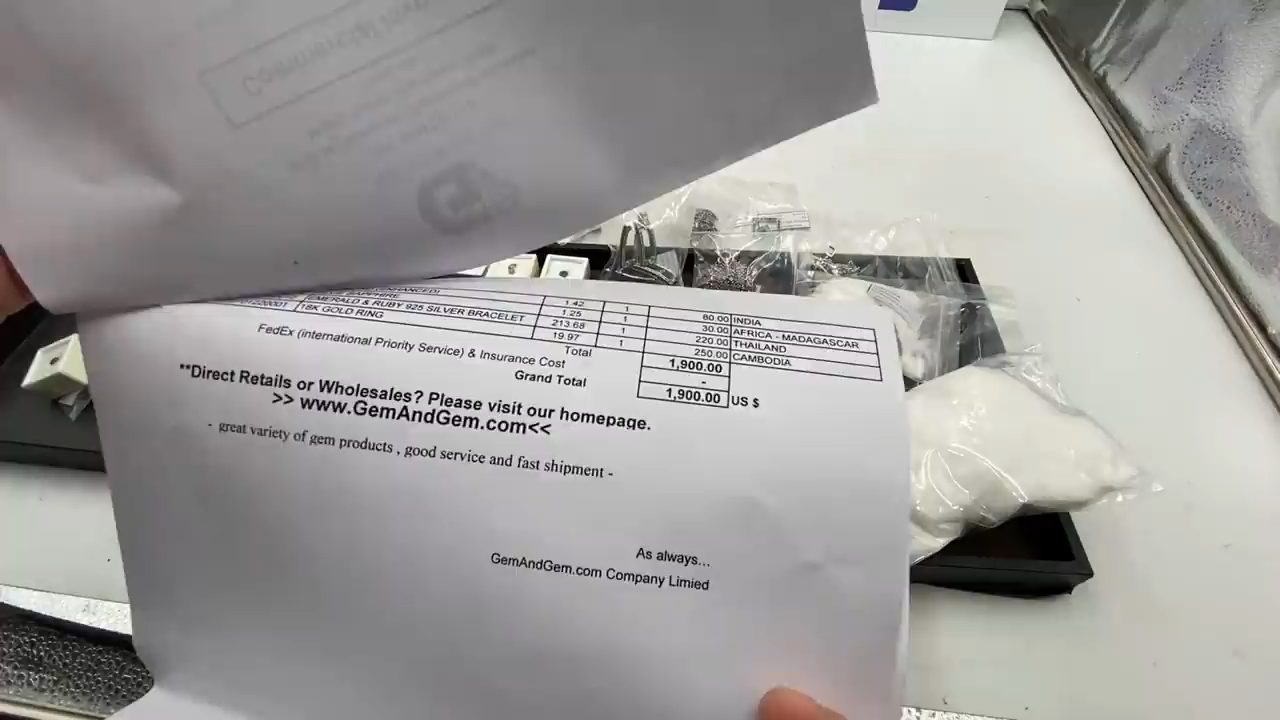 SAPPHIRE 1.42 1 60.00 INDIA
EMERALD & RUBY 925 SILVER BRACELET 1.25 1 30.00 AFRICA - MADAGASCAR
18K GOLD RING 213.68 1 220.00 THAILAND
19.97 1 250.00 CAMBODIA
Total 1,900.00
FedEx (international Priority Service) & Insurance Cost -
Grand Total 1,900.00 US $
**Direct Retails or Wholesales? Please visit our homepage.
>> www.GemAndGem.com<<
- great variety of gem products , good service and fast shipment -
As always...
GemAndGem.com Company Limied